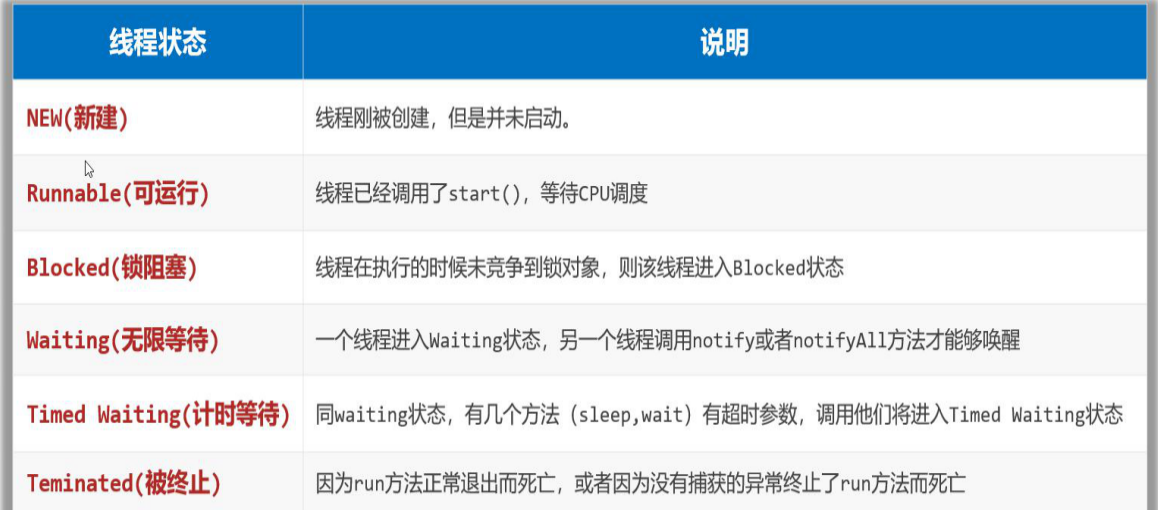 线程状态 说明
NEW(新建) 线程刚被创建，但是并未启动。
Runnable(可运行) 线程已经调用了start()，等待CPU调度
Blocked(锁阻塞) 线程在执行的时候未竞争到锁对象，则该线程进入Blocked状态
Waiting(无限等待) 一个线程进入Waiting状态，另一个线程调用notify或者notifyAll方法才能够唤醒
Timed Waiting(计时等待) 同waiting状态，有几个方法（sleep,wait）有超时参数，调用他们将进入Timed Waiting状态
Teminated(被终止) 因为run方法正常退出而死亡，或者因为没有捕获的异常终止了run方法而死亡